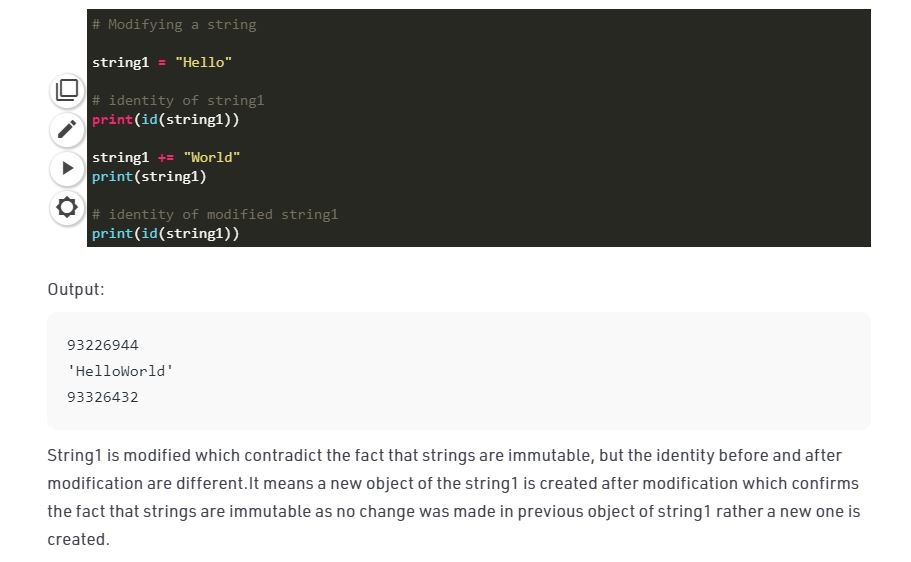 # Modifying a string
string1 = "Hello"
# identity of string1
print(id(string1))
string1 += "World"
print(string1)
# identity of modified string1
print(id(string1))
Output:
93226944
'HelloWorld'
93326432
String1 is modified which contradict the fact that strings are immutable, but the identity before and after
modification are different.It means a new object of the string1 is created after modification which confirms
the fact that strings are immutable as no change was made in previous object of string1 rather a new one is
created.